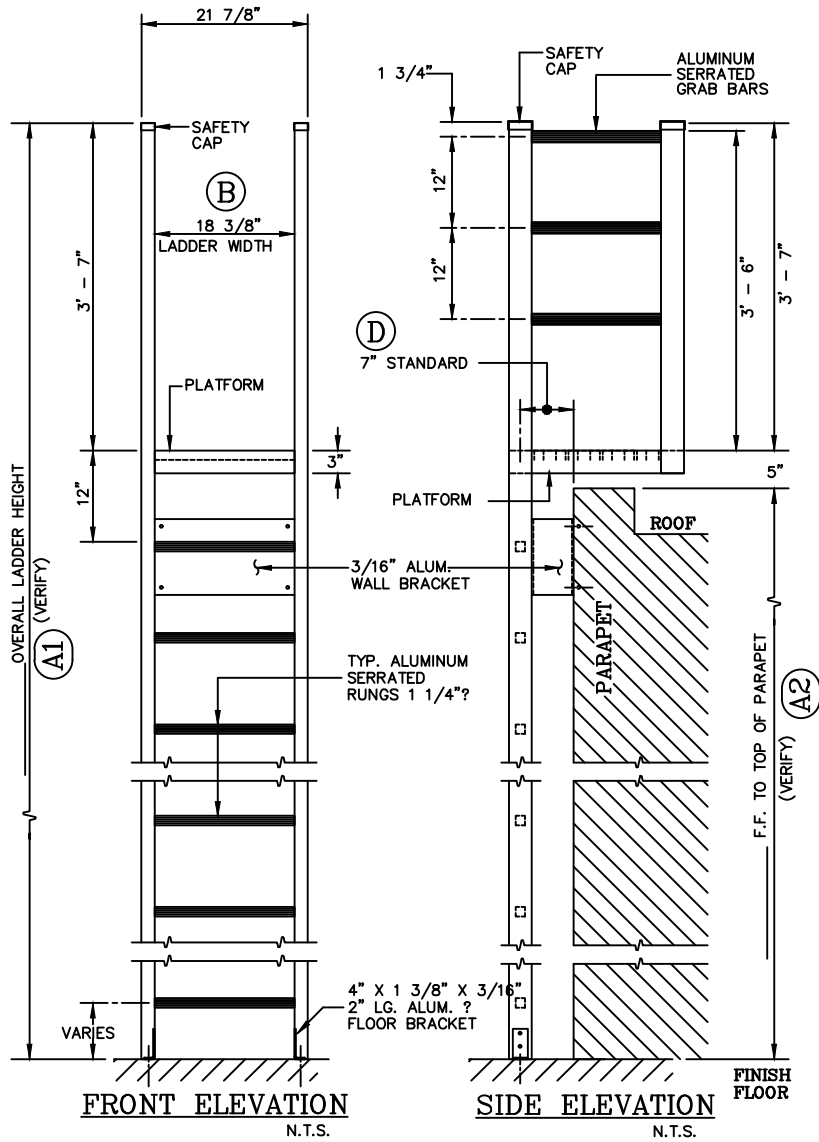 21 7/8"
SAFETY
CAP
B
18 3/8"
LADDER WIDTH
3' - 7"
PLATFORM
3"
12"
OVERALL LADDER HEIGHT
(VERIFY)
A1
3/16" ALUM.
WALL BRACKET
TYP. ALUMINUM
SERRATED
RUNGS 1 1/4"?
4" X 1 3/8" X 3/16"
2" LG. ALUM. ?
FLOOR BRACKET
VARIES
FRONT ELEVATION
N.T.S.
1 3/4"
SAFETY
CAP
ALUMINUM
SERRATED
GRAB BARS
12"
12"
3' - 6"
3' - 7"
D
7" STANDARD
PLATFORM
5"
ROOF
PARAPET
F.F. TO TOP OF PARAPET
(VERIFY)
A2
FINISH
FLOOR
SIDE ELEVATION
N.T.S.